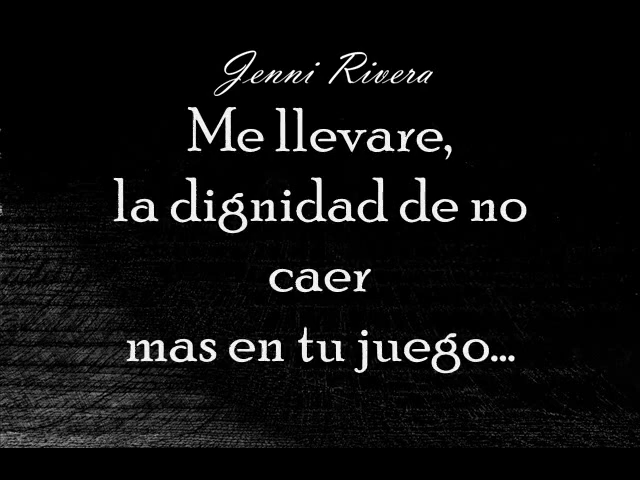 Jenni Rivera
Me llevare,
la dignidad de no
caer
mas en tu juego...